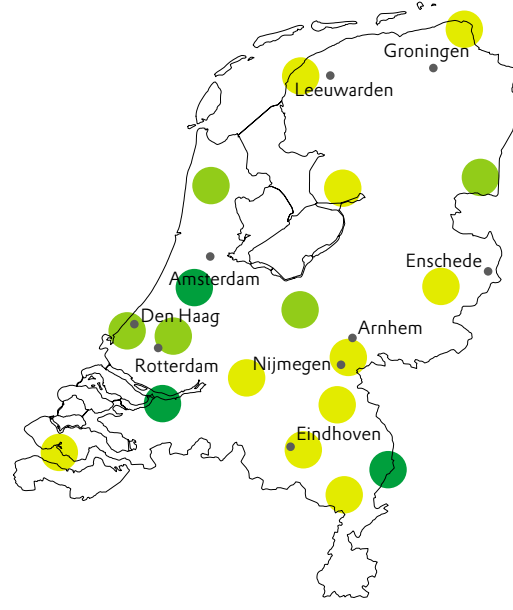 Groningen
Leeuwarden
Enschede
Amsterdam
Den Haag
Arnhem
Rotterdam
Nijmegen
Eindhoven